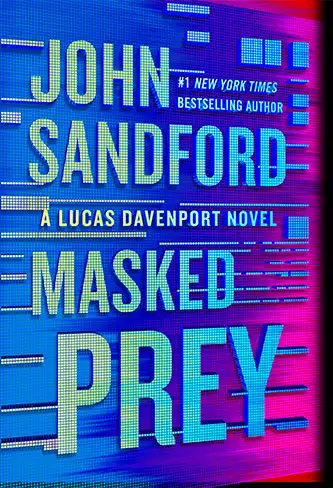 JOHN
#1 NEW YORK TIMES
BESTSELLING AUTHOR
SANDFORD
A LUCAS DAVENPORT NOVEL
MASKED
PREY